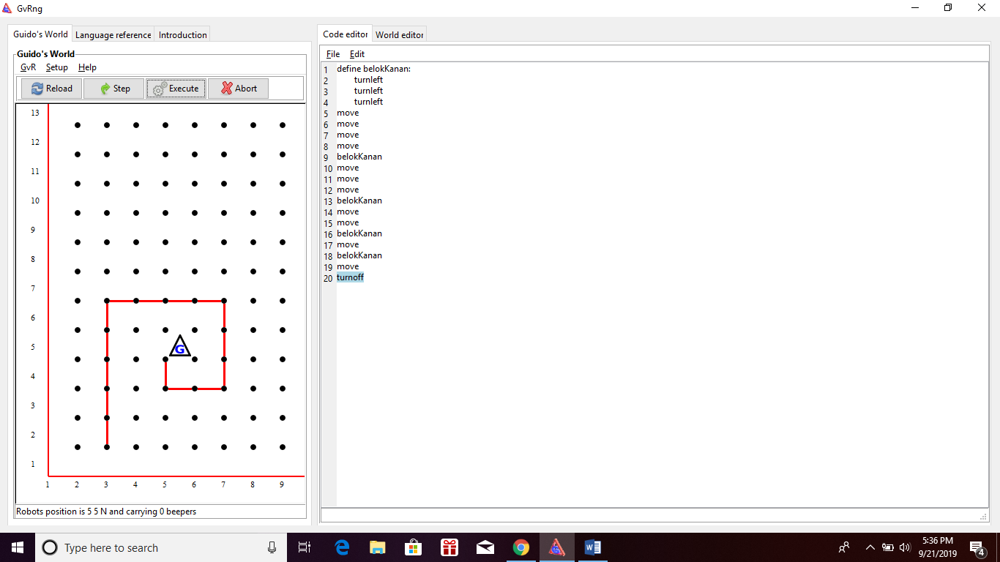 GvRng
Guido's World
Language reference
Introduction
Guido's World
GvR Setup Help
Reload
Step
Execute
Abort
13
12
11
10
9
8
7
6
5
4
3
2
1
G
1 2 3 4 5 6 7 8 9
Robots position is 5 5 N and carrying 0 beepers
Code editor
World editor
File Edit
1 define belokKanan:
2 turnleft
3 turnleft
4 turnleft
5 move
6 move
7 move
8 move
9 belokKanan
10 move
11 move
12 move
13 belokKanan
14 move
15 move
16 belokKanan
17 move
18 belokKanan
19 move
20 turnoff
Type here to search
5:36 PM
9/21/2019
4